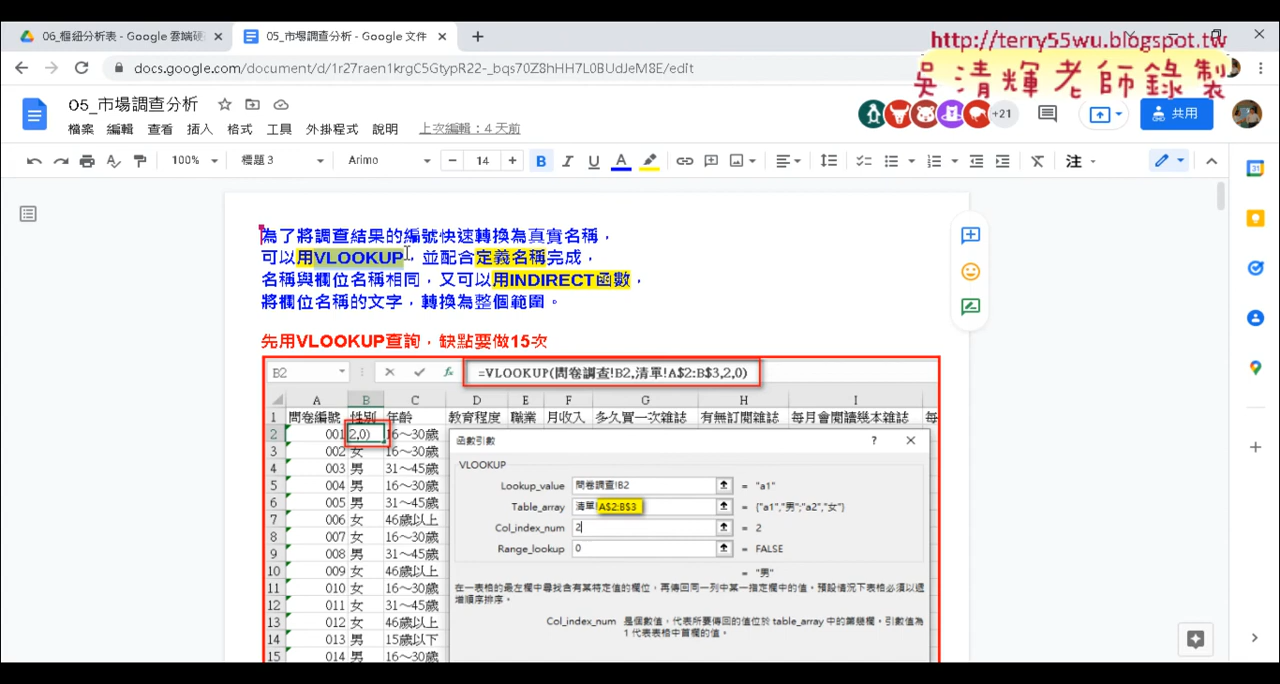 06_樞紐分析表 - Google 雲端硬
05_市場調查分析 - Google 文件
http://terry55wu.blogspot.tw
吳清輝老師錄製
docs.google.com/document/d/1r27raen1krgC5GtypR22-_bqs70Z8hHH7L0BUdJeM8E/edit
05_市場調查分析
檔案 編輯 查看 插入 格式 工具 外掛程式 說明 上次編輯：4 天前
+21
共用
100% 標題 3 Arimo 14 B I U A 注
為了將調查結果的編號快速轉換為真實名稱，
可以用VLOOKUP，並配合定義名稱完成，
名稱與欄位名稱相同，又可以用INDIRECT函數，
將欄位名稱的文字，轉換為整個範圍。
先用VLOOKUP查詢，缺點要做15次
B2 fx =VLOOKUP(問卷調查!B2,清單!A$2:B$3,2,0)
A B C D E F G H I
1 問卷編號 性別 年齡 教育程度 職業 月收入 多久買一次雜誌 有無訂閱雜誌 每月會閱讀幾本雜誌 每
2 001 2,0) 16～30歲
3 002 女 16～30歲
4 003 男 31～45歲
5 004 男 16～30歲
6 005 男 31～45歲
7 006 女 46歲以上
8 007 女 16～30歲
9 008 男 31～45歲
10 009 女 46歲以上
11 010 女 16～30歲
12 011 女 31～45歲
13 012 女 46歲以上
14 013 男 15歲以下
15 014 男 16～30歲
函數引數 ?
VLOOKUP
Lookup_value 問卷調查!B2 = "a1"
Table_array 清單!A$2:B$3 = {"a1","男";"a2","女"}
Col_index_num 2 = 2
Range_lookup 0 = FALSE
= "男"
在一表格的最左欄中尋找含有某特定值的欄位，再傳回同一列中某一指定欄中的值。預設情況下表格必須以遞
增順序排序。
Col_index_num 是個數值，代表所要傳回的值位於 table_array 中的第幾欄。引數值為
1 代表表格中首欄的值。